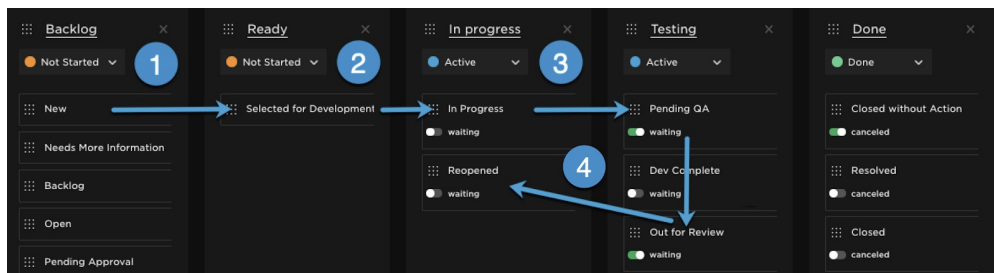 Backlog
Not Started
1
New
Needs More Information
Backlog
Open
Pending Approval
Ready
Not Started
2
Selected for Development
In progress
Active
3
In Progress
waiting
Reopened
waiting
4
Testing
Active
Pending QA
waiting
Dev Complete
waiting
Out for Review
waiting
Done
Done
Closed without Action
canceled
Resolved
canceled
Closed
canceled